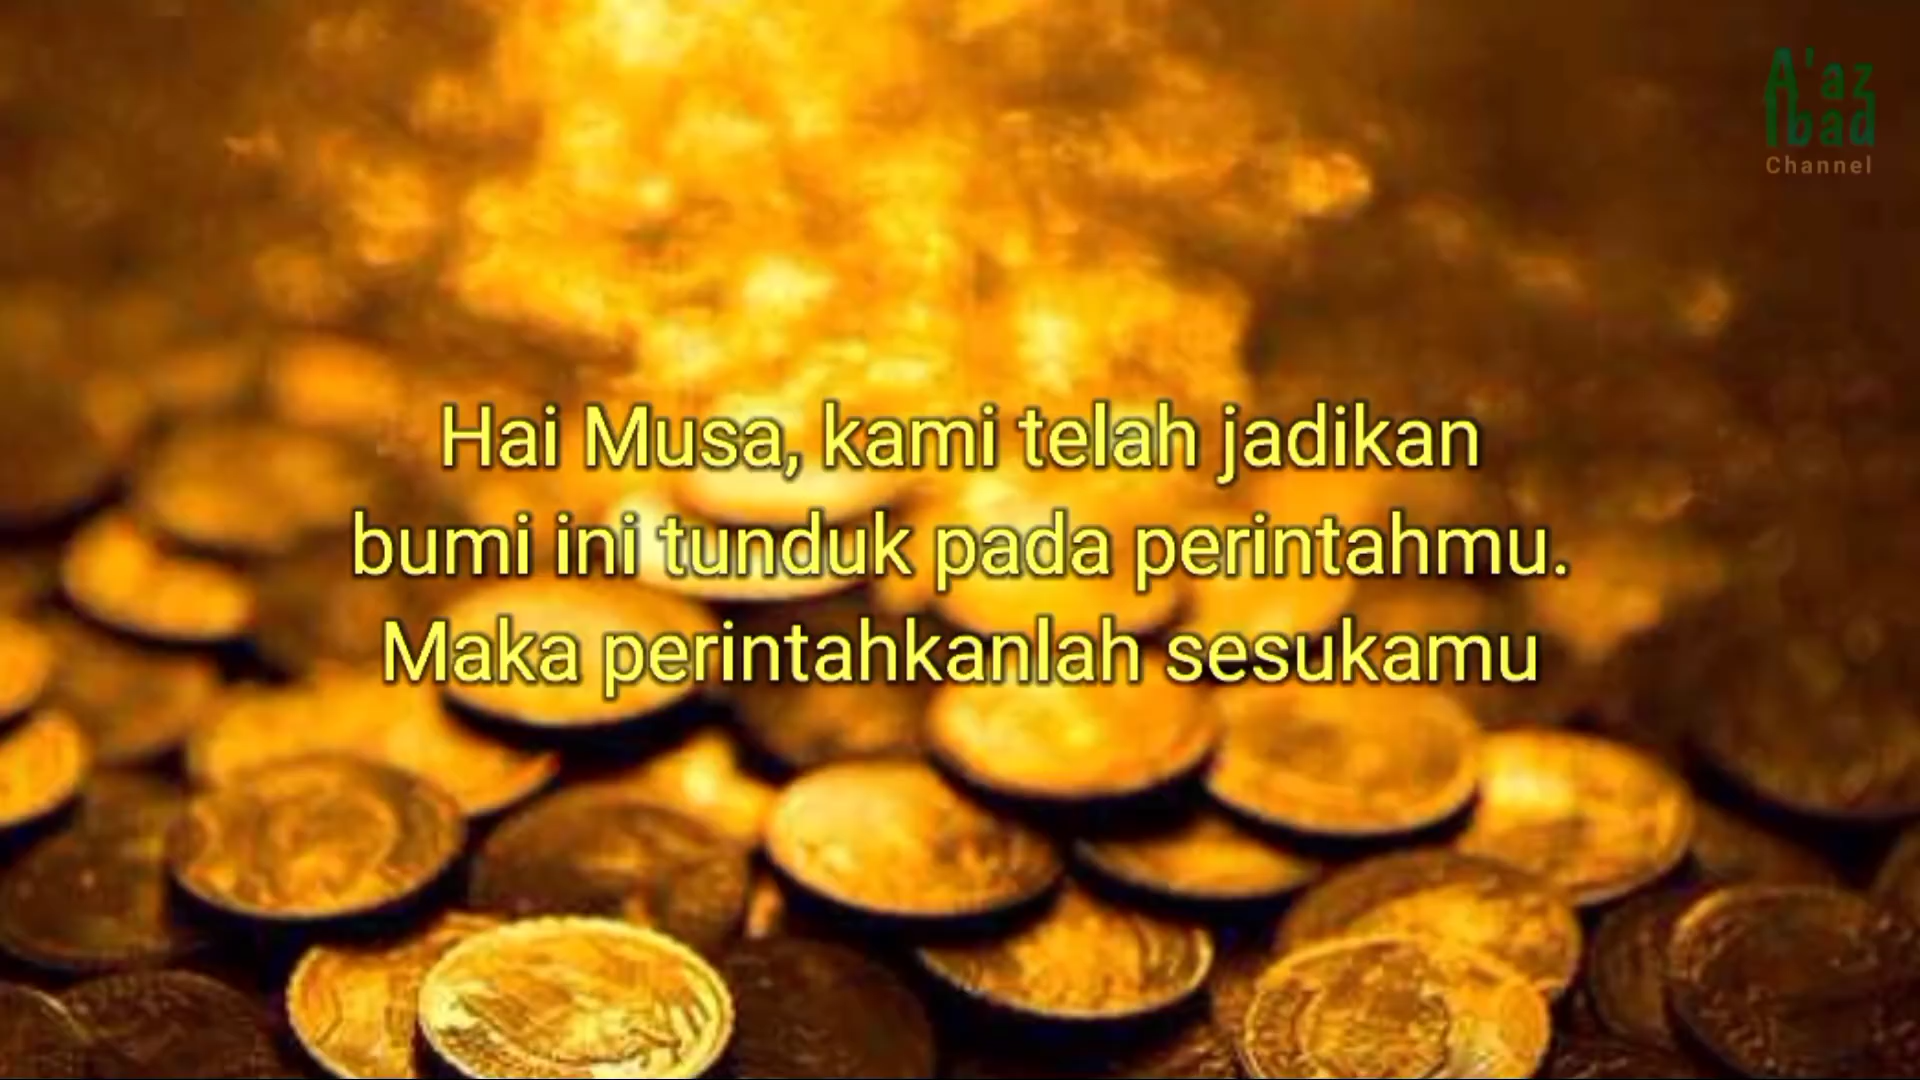 A'az
Ibad
Channel
Hai Musa, kami telah jadikan
bumi ini tunduk pada perintahmu.
Maka perintahkanlah sesukamu